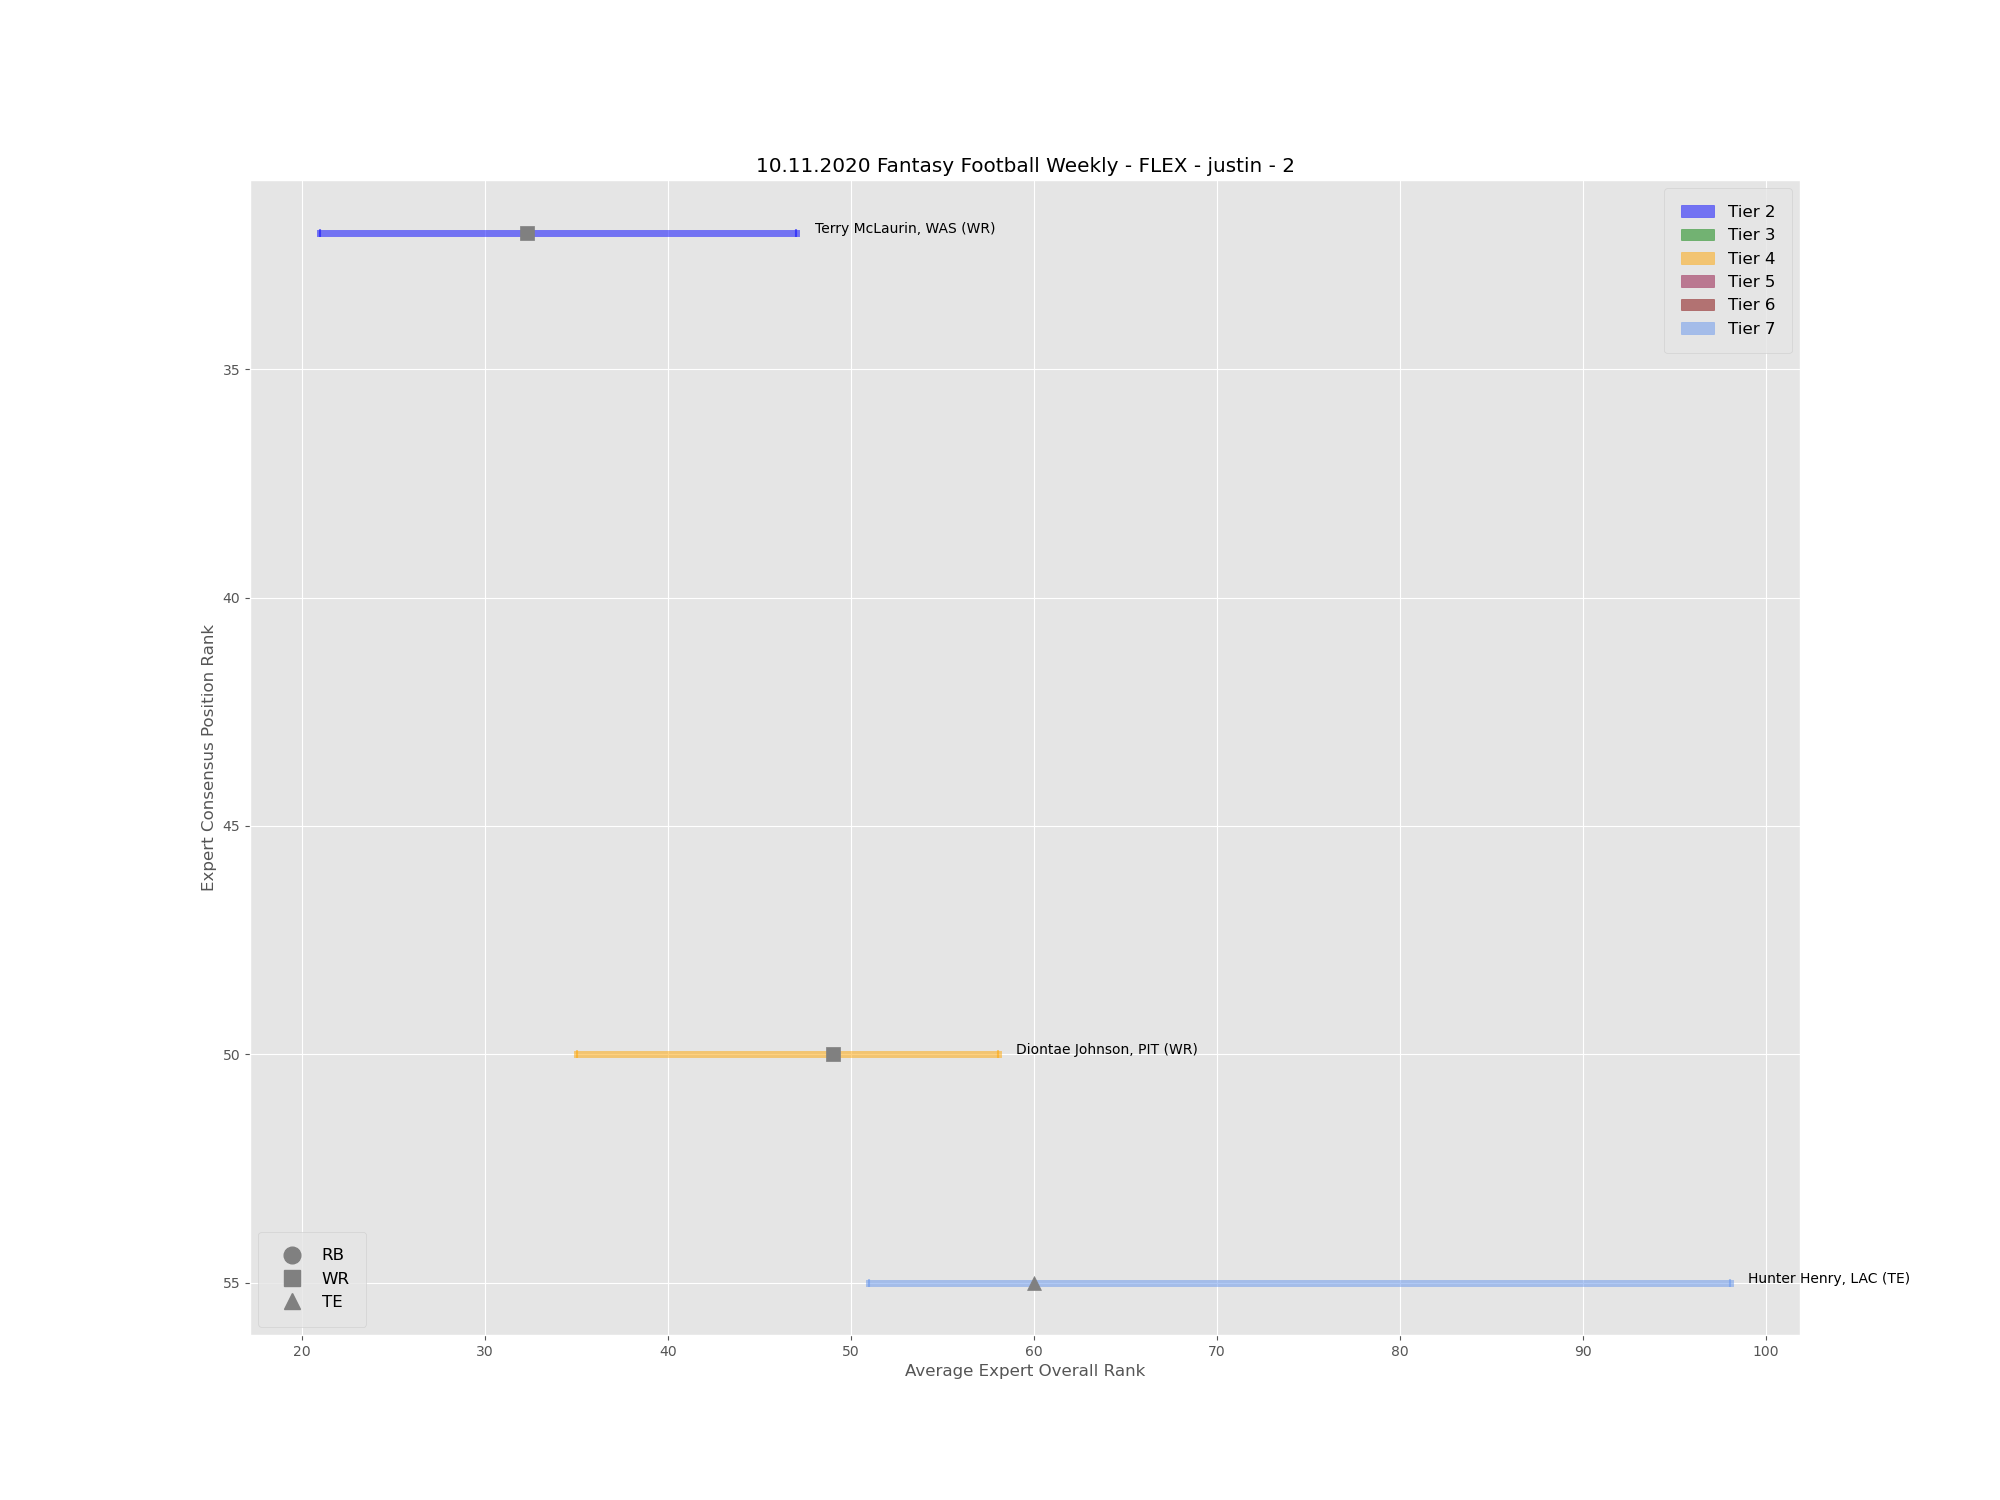 10.11.2020 Fantasy Football Weekly - FLEX - justin - 2
Terry McLaurin, WAS (WR)
Tier 2
Tier 3
Tier 4
Tier 5
Tier 6
Tier 7
35
40
45
50
55
Expert Consensus Position Rank
Diontae Johnson, PIT (WR)
Hunter Henry, LAC (TE)
RB
WR
TE
20 30 40 50 60 70 80 90 100
Average Expert Overall Rank